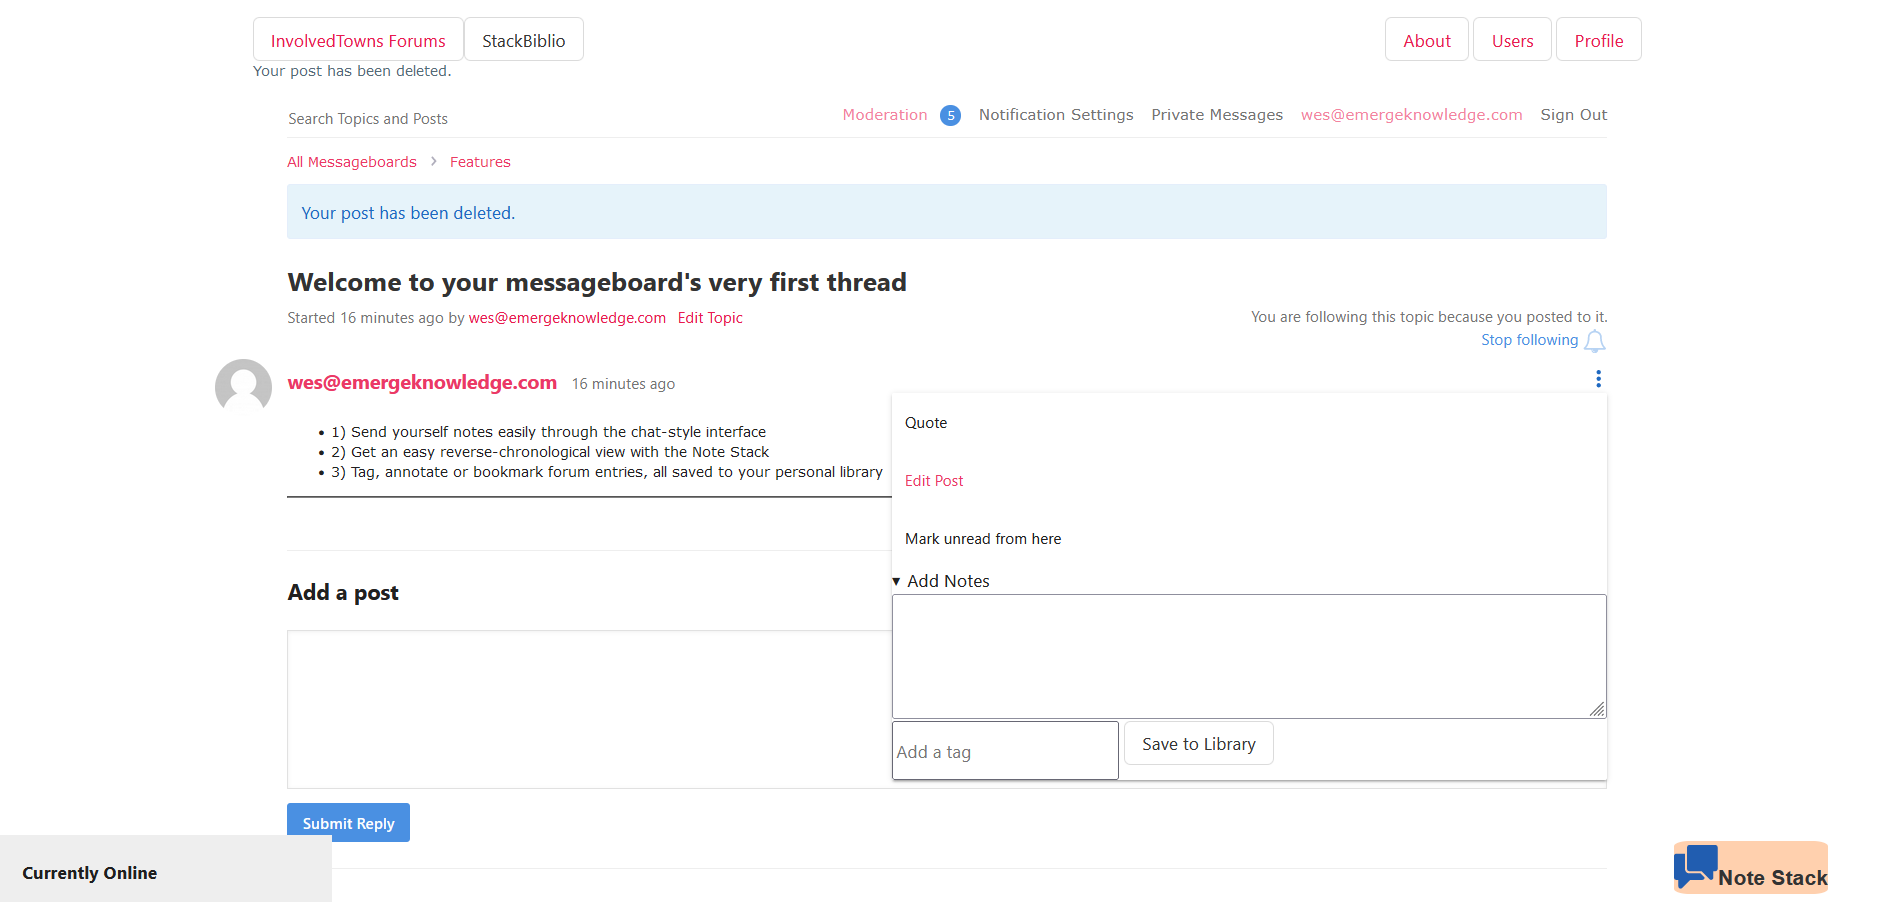 InvolvedTowns Forums StackBiblio About Users Profile
Your post has been deleted.
Search Topics and Posts Moderation 5 Notification Settings Private Messages wes@emergeknowledge.com Sign Out
All Messageboards > Features
Your post has been deleted.
Welcome to your messageboard's very first thread
Started 16 minutes ago by wes@emergeknowledge.com Edit Topic
You are following this topic because you posted to it.
Stop following
wes@emergeknowledge.com 16 minutes ago
• 1) Send yourself notes easily through the chat-style interface
• 2) Get an easy reverse-chronological view with the Note Stack
• 3) Tag, annotate or bookmark forum entries, all saved to your personal library
Quote
Edit Post
Mark unread from here
▾ Add Notes
Add a tag Save to Library
Add a post
Submit Reply
Currently Online
Note Stack